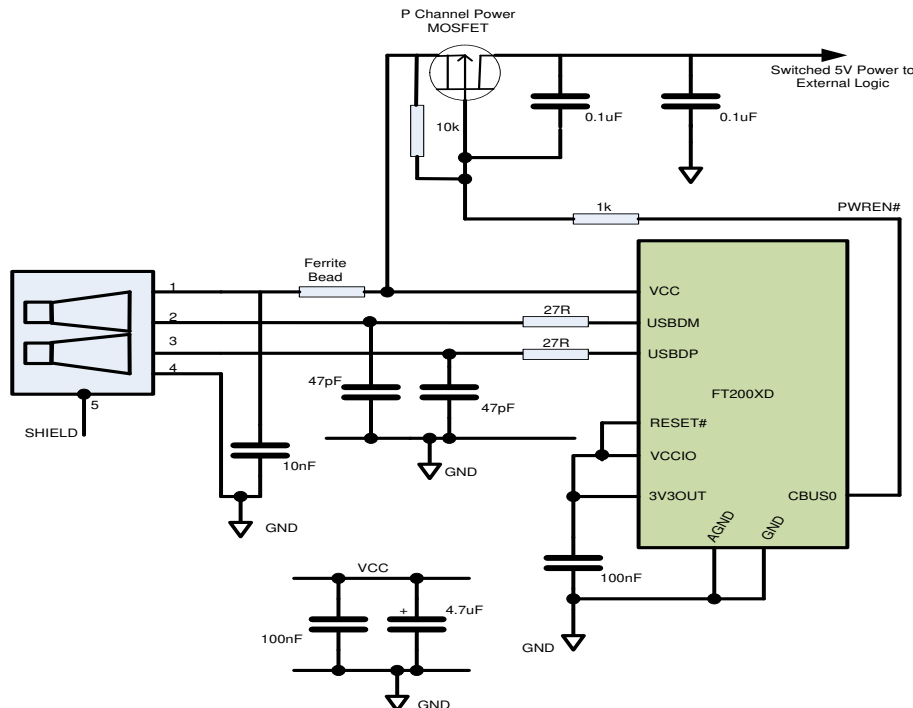 P Channel Power
MOSFET
Switched 5V Power to
External Logic
0.1uF
0.1uF
10k
1k
PWREN#
Ferrite
Bead
1
VCC
2
27R
USBDM
3
27R
USBDP
4
47pF
47pF
FT200XD
5
SHIELD
RESET#
10nF
VCCIO
GND
3V3OUT
CBUS0
GND
AGND
GND
VCC
100nF
4.7uF
+
100nF
GND
GND